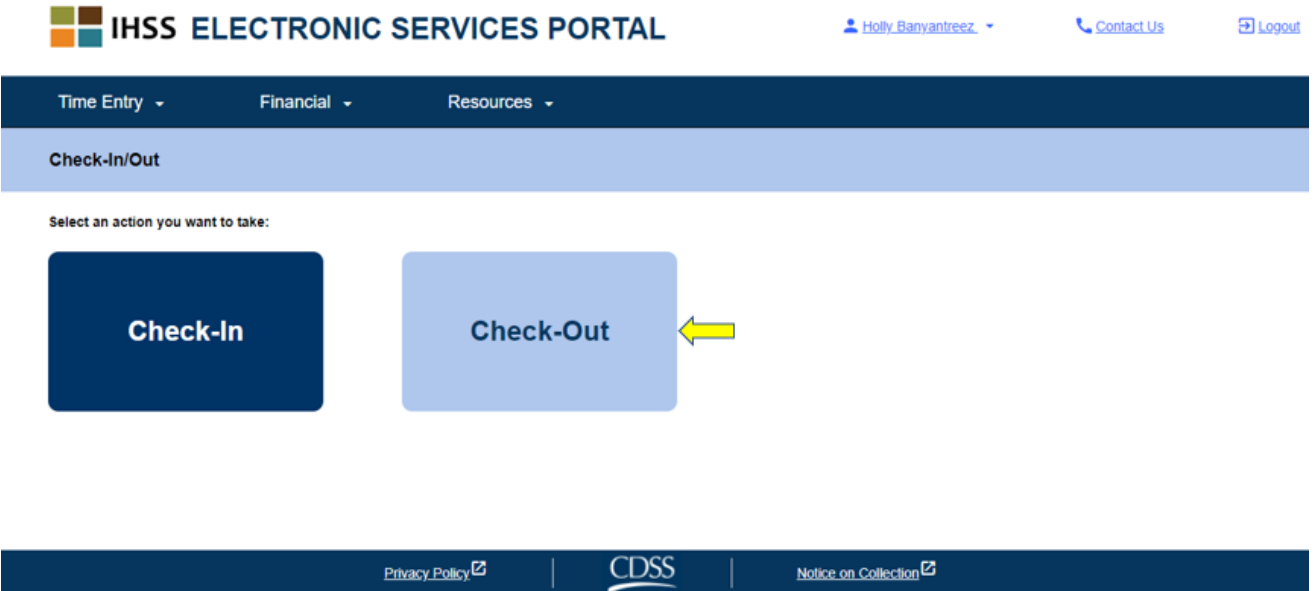 IHSS ELECTRONIC SERVICES PORTAL
Holly Banyantreez
Contact Us
Logout
Time Entry
Financial
Resources
Check-In/Out
Select an action you want to take:
Check-In
Check-Out
Privacy Policy
CDSS
Notice on Collection